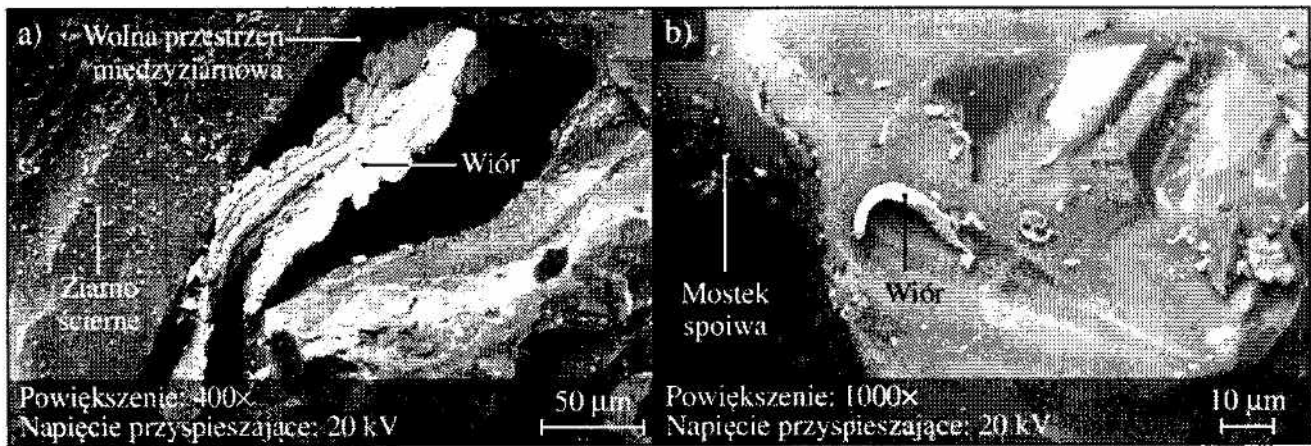 a)
Wolna przestrzeń
międzyziarnowa
Wiór
Ziarno
ścierne
Powiększenie: 400×
Napięcie przyspieszające: 20 kV
50 µm
b)
Mostek
spoiwa
Wiór
Powiększenie: 1000×
Napięcie przyspieszające: 20 kV
10 µm